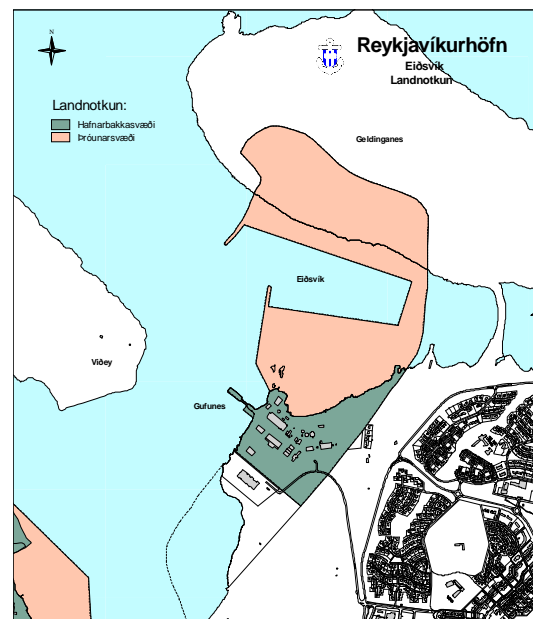 N
Reykjavíkurhöfn
Eiðsvík
Landnotkun
Landnotkun:
Hafnarbakkasvæði
Þróunarsvæði
Geldinganes
Eiðsvík
Viðey
Gufunes